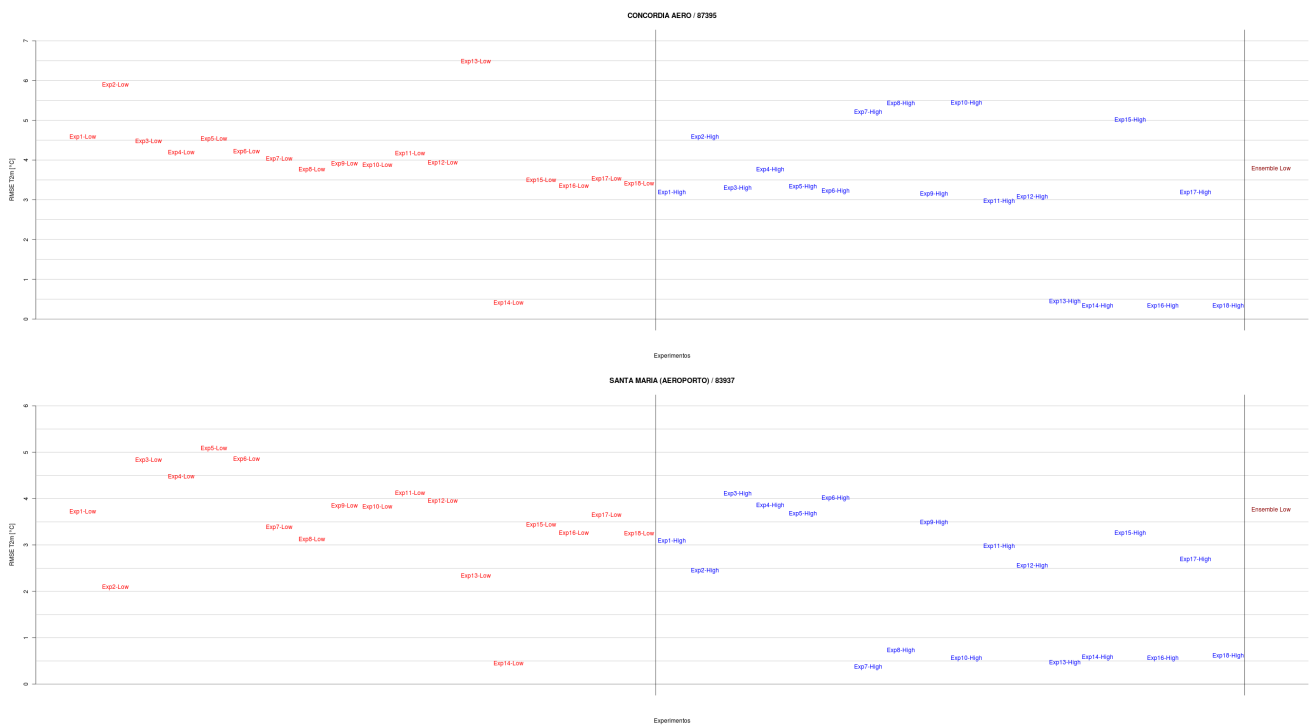 CONCORDIA AERO / 87395
7
Exp13-Low
6
Exp2-Low
Exp8-High
Exp10-High
Exp7-High
5
Exp15-High
Exp1-Low
Exp5-Low
Exp2-High
Exp3-Low
Exp4-Low
Exp6-Low
Exp11-Low
4
Exp7-Low
Exp9-Low
Exp10-Low
Exp12-Low
Exp8-Low
Exp4-High
Ensemble Low
RMSE T2m [°C]
Exp15-Low
Exp17-Low
Exp16-Low
Exp18-Low
Exp1-High
Exp3-High
Exp5-High
Exp6-High
Exp9-High
Exp11-High
Exp12-High
Exp17-High
3
2
1
Exp14-Low
Exp13-High
Exp14-High
Exp16-High
Exp18-High
0
Experimentos
SANTA MARIA (AEROPORTO) / 83937
6
5
Exp5-Low
Exp3-Low
Exp6-Low
Exp4-Low
4
Exp11-Low
Exp3-High
Exp6-High
Exp1-Low
Exp9-Low
Exp10-Low
Exp12-Low
Exp4-High
Exp5-High
Ensemble Low
Exp7-Low
Exp8-Low
Exp15-Low
Exp16-Low
Exp17-Low
Exp18-Low
Exp1-High
Exp9-High
Exp11-High
Exp15-High
RMSE T2m [°C]
3
Exp2-High
Exp12-High
Exp17-High
Exp2-Low
Exp13-Low
2
1
Exp14-Low
Exp7-High
Exp8-High
Exp10-High
Exp13-High
Exp14-High
Exp16-High
Exp18-High
0
Experimentos